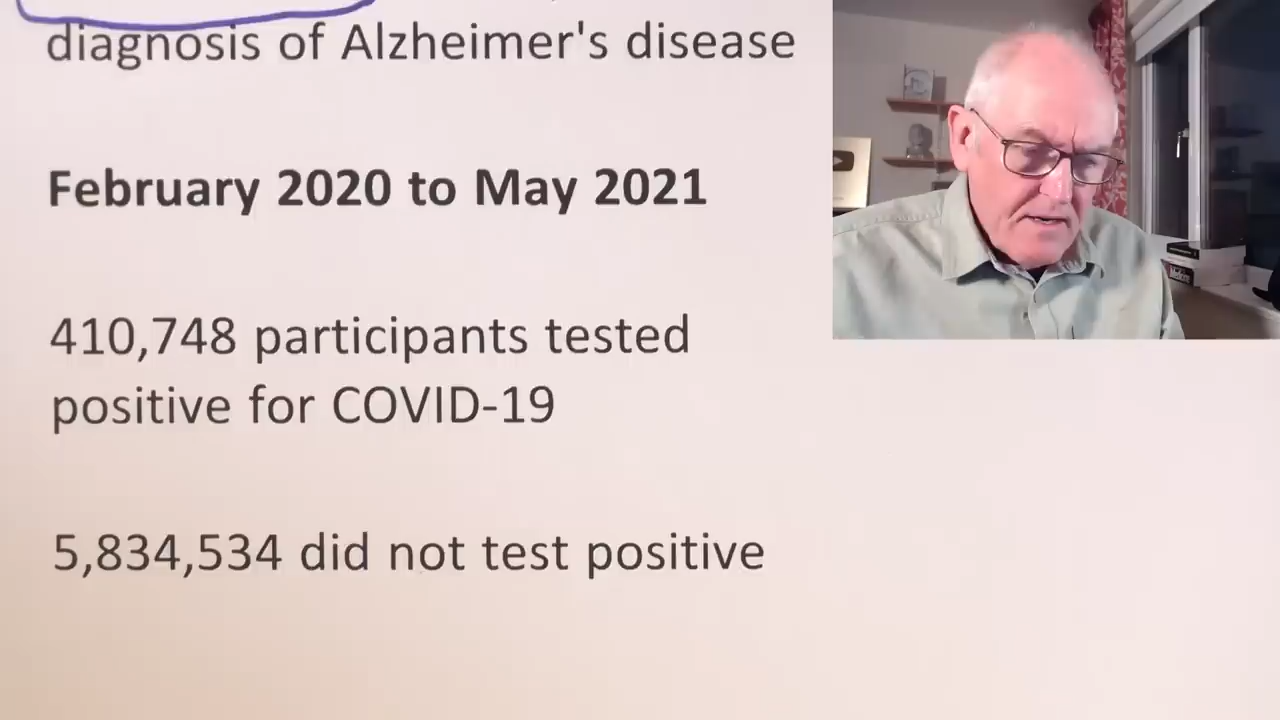 diagnosis of Alzheimer's disease
February 2020 to May 2021
410,748 participants tested
positive for COVID-19
5,834,534 did not test positive